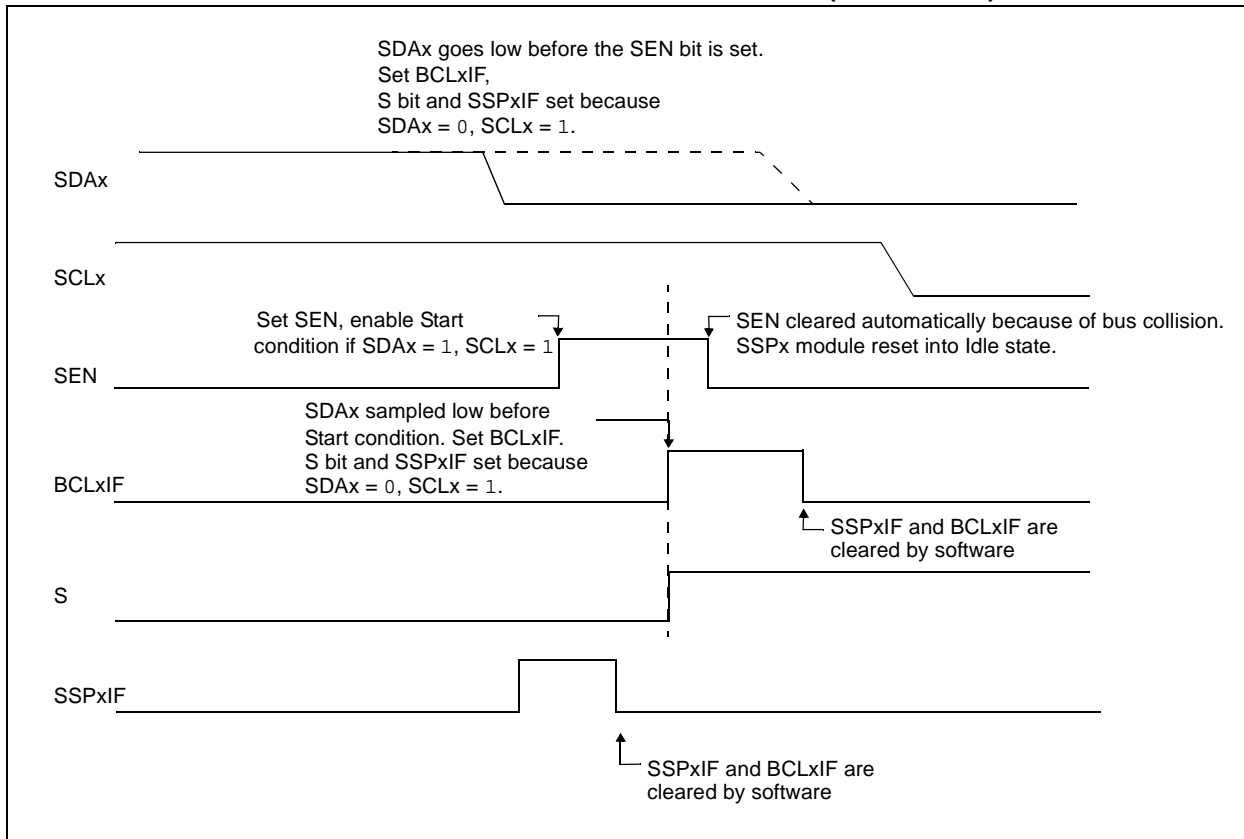 SDAx goes low before the SEN bit is set.
Set BCLxIF,
S bit and SSPxIF set because
SDAx = 0, SCLx = 1.
SDAx
SCLx
Set SEN, enable Start
condition if SDAx = 1, SCLx = 1
SEN cleared automatically because of bus collision.
SSPx module reset into Idle state.
SEN
SDAx sampled low before
Start condition. Set BCLxIF.
S bit and SSPxIF set because
SDAx = 0, SCLx = 1.
BCLxIF
SSPxIF and BCLxIF are
cleared by software
S
SSPxIF
SSPxIF and BCLxIF are
cleared by software